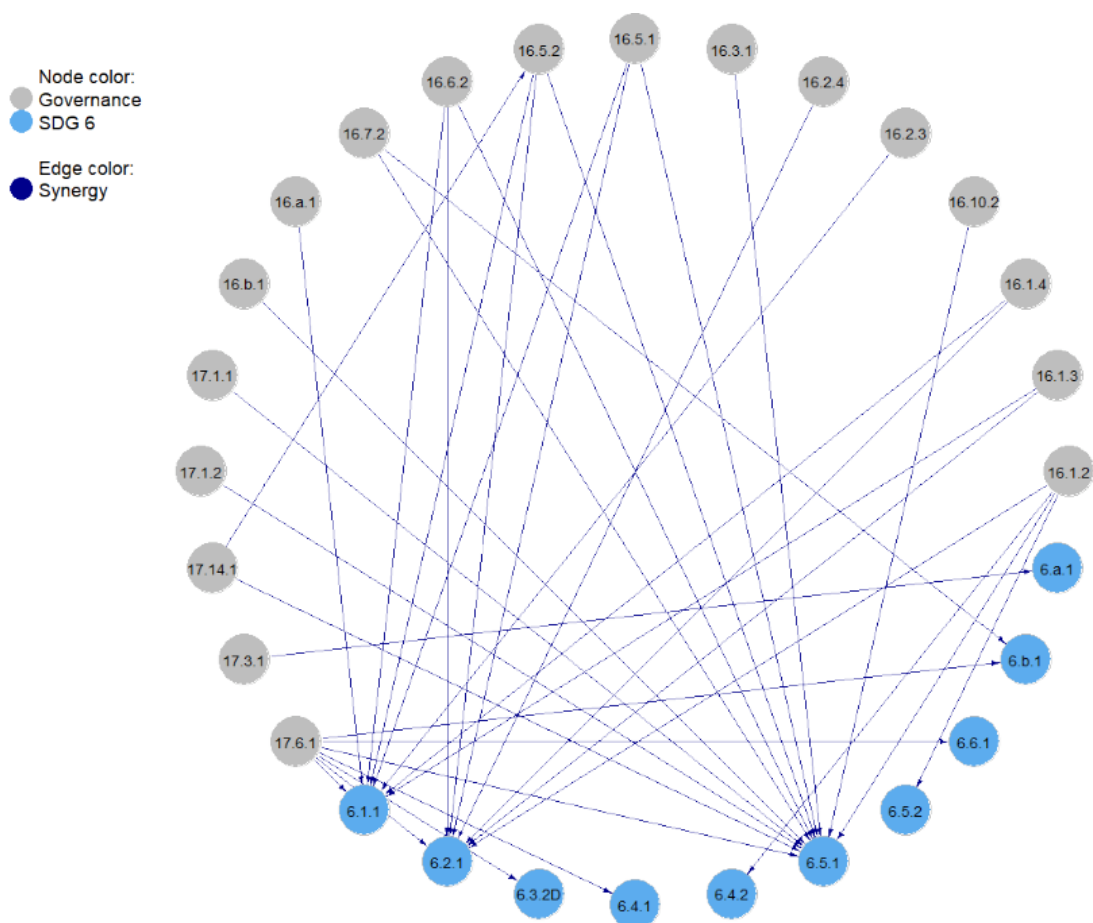 Node color:
Governance
SDG 6
Edge color:
Synergy
16.5.1
16.5.2
16.3.1
16.6.2
16.2.4
16.7.2
16.2.3
16.a.1
16.10.2
16.b.1
16.1.4
17.1.1
16.1.3
17.1.2
16.1.2
17.14.1
6.a.1
17.3.1
6.b.1
17.6.1
6.6.1
6.1.1
6.5.2
6.2.1
6.5.1
6.3.2D
6.4.2
6.4.1